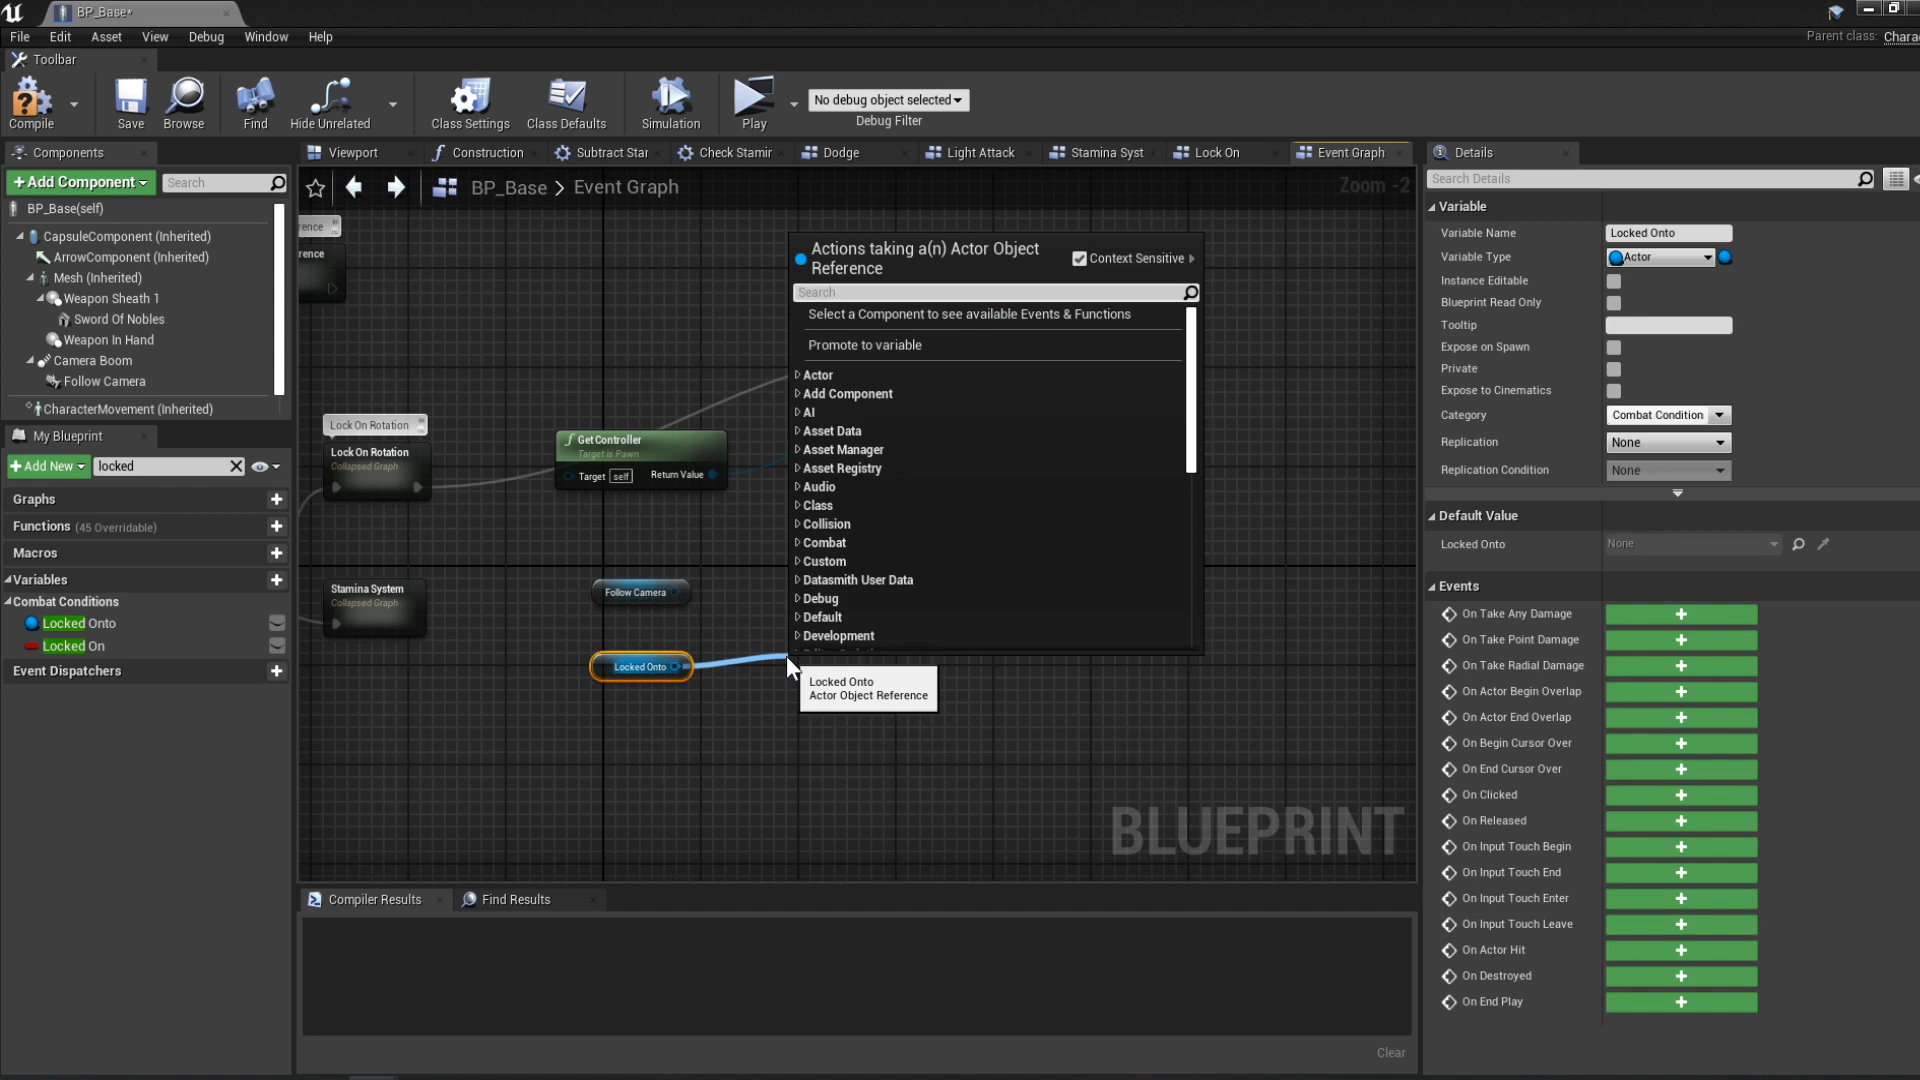 BP_Base*
File Edit Asset View Debug Window Help
Parent class: Chara
Toolbar
Compile
Save
Browse
Find
Hide Unrelated
Class Settings
Class Defaults
Simulation
Play
No debug object selected
Debug Filter
Components
+Add Component
Search
BP_Base(self)
CapsuleComponent (Inherited)
ArrowComponent (Inherited)
Mesh (Inherited)
Weapon Sheath 1
Sword Of Nobles
Weapon In Hand
Camera Boom
Follow Camera
CharacterMovement (Inherited)
My Blueprint
+Add New
locked
Graphs
Functions (45 Overridable)
Macros
Variables
Combat Conditions
Locked Onto
Locked On
Event Dispatchers
Viewport
Construction
Subtract Star
Check Stamir
Dodge
Light Attack
Stamina Syst
Lock On
Event Graph
BP_Base > Event Graph
Zoom -2
rence
rence
Lock On Rotation
Lock On Rotation
Collapsed Graph
Get Controller
Target is Pawn
Target self
Return Value
Stamina System
Collapsed Graph
Follow Camera
Locked Onto
Actions taking a(n) Actor Object
Reference
Context Sensitive
Search
Select a Component to see available Events & Functions
Promote to variable
Actor
Add Component
AI
Asset Data
Asset Manager
Asset Registry
Audio
Class
Collision
Combat
Custom
Datasmith User Data
Debug
Default
Development
Locked Onto
Actor Object Reference
BLUEPRINT
Compiler Results
Find Results
Clear
Details
Search Details
Variable
Variable Name Locked Onto
Variable Type Actor
Instance Editable
Blueprint Read Only
Tooltip
Expose on Spawn
Private
Expose to Cinematics
Category Combat Condition
Replication None
Replication Condition None
Default Value
Locked Onto None
Events
On Take Any Damage
On Take Point Damage
On Take Radial Damage
On Actor Begin Overlap
On Actor End Overlap
On Begin Cursor Over
On End Cursor Over
On Clicked
On Released
On Input Touch Begin
On Input Touch End
On Input Touch Enter
On Input Touch Leave
On Actor Hit
On Destroyed
On End Play